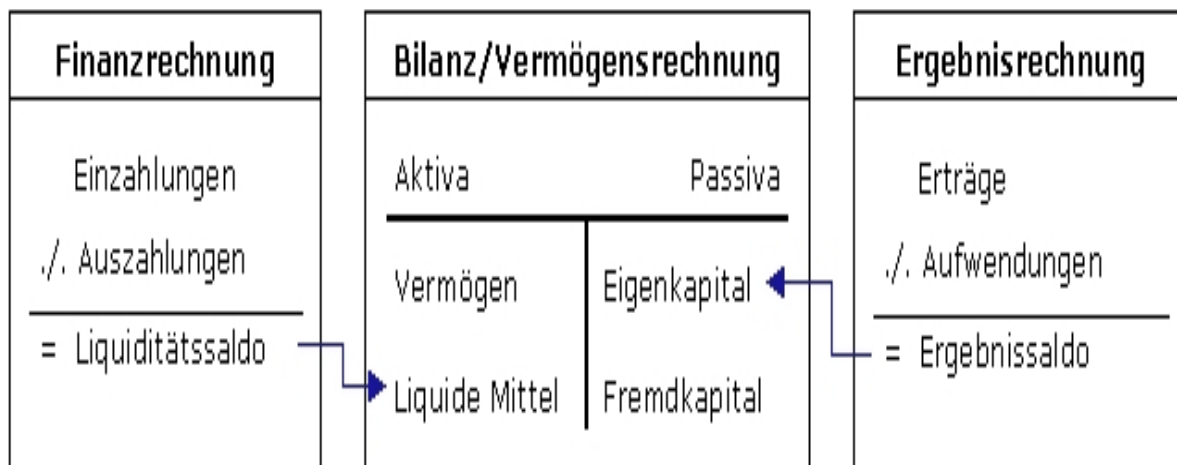 Finanzrechnung
Einzahlungen
./. Auszahlungen
= Liquiditätssaldo
Bilanz/Vermögensrechnung
Aktiva Passiva
Vermögen Eigenkapital
Liquide Mittel Fremdkapital
Ergebnisrechnung
Erträge
./. Aufwendungen
= Ergebnissaldo